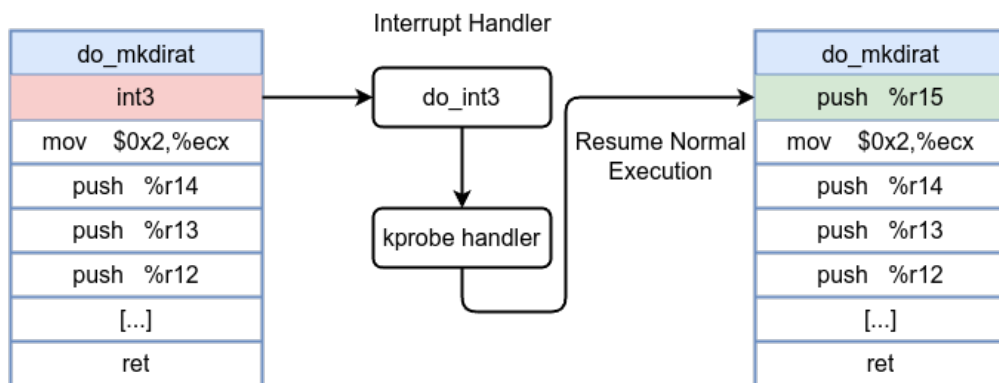 Interrupt Handler
do_mkdirat
int3
mov $0x2,%ecx
push %r14
push %r13
push %r12
[...]
ret
do_int3
kprobe handler
Resume Normal
Execution
do_mkdirat
push %r15
mov $0x2,%ecx
push %r14
push %r13
push %r12
[...]
ret